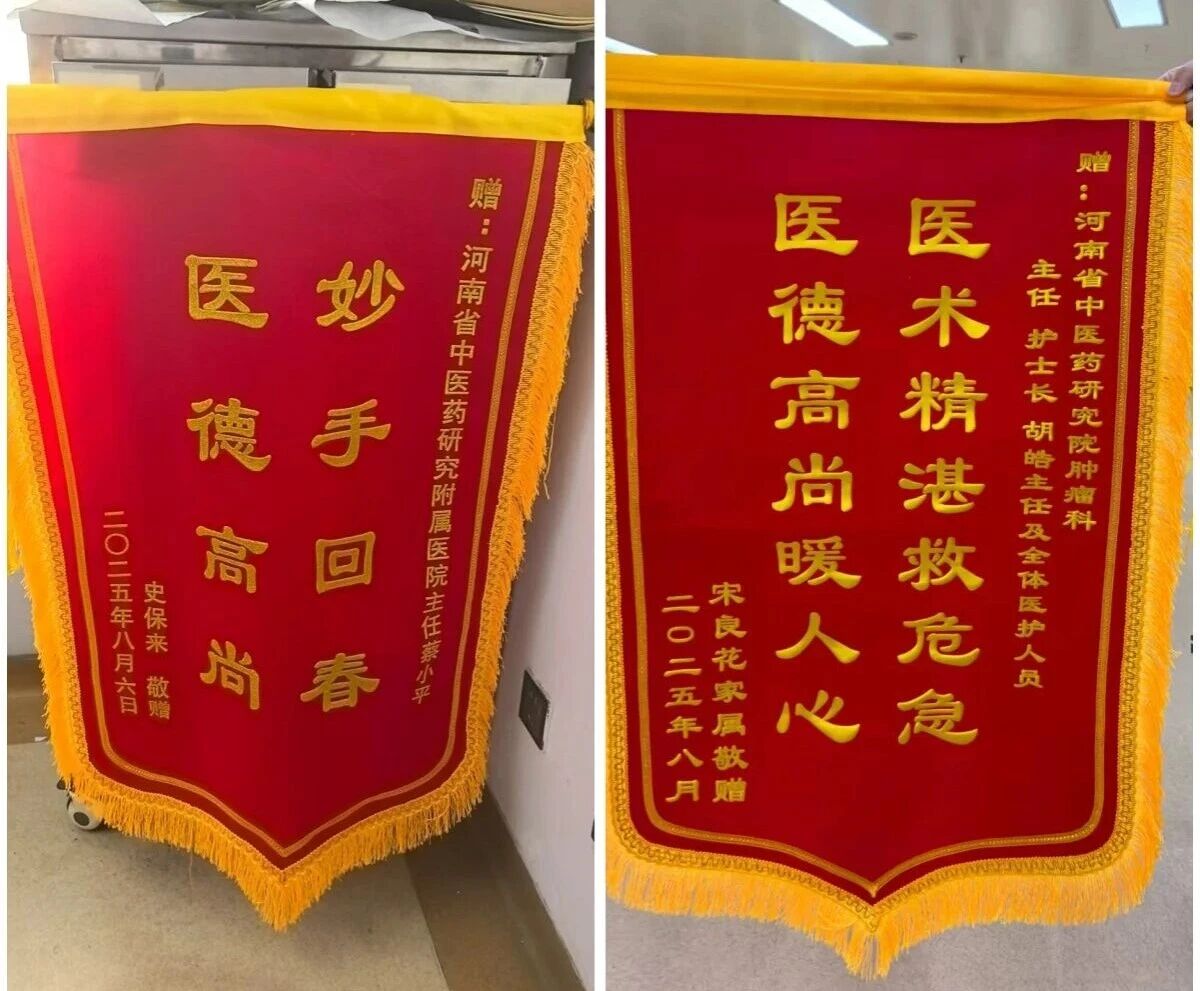 赠：河南省中医药研究附属医院主任蔡小平
妙手回春
医德高尚
史保来 敬赠
二〇二五年八月六日
赠：河南省中医药研究院肿瘤科
主任 护士长 胡皓主任及全体医护人员
医术精湛救危急
医德高尚暖人心
宋良花家属敬赠
二〇二五年八月